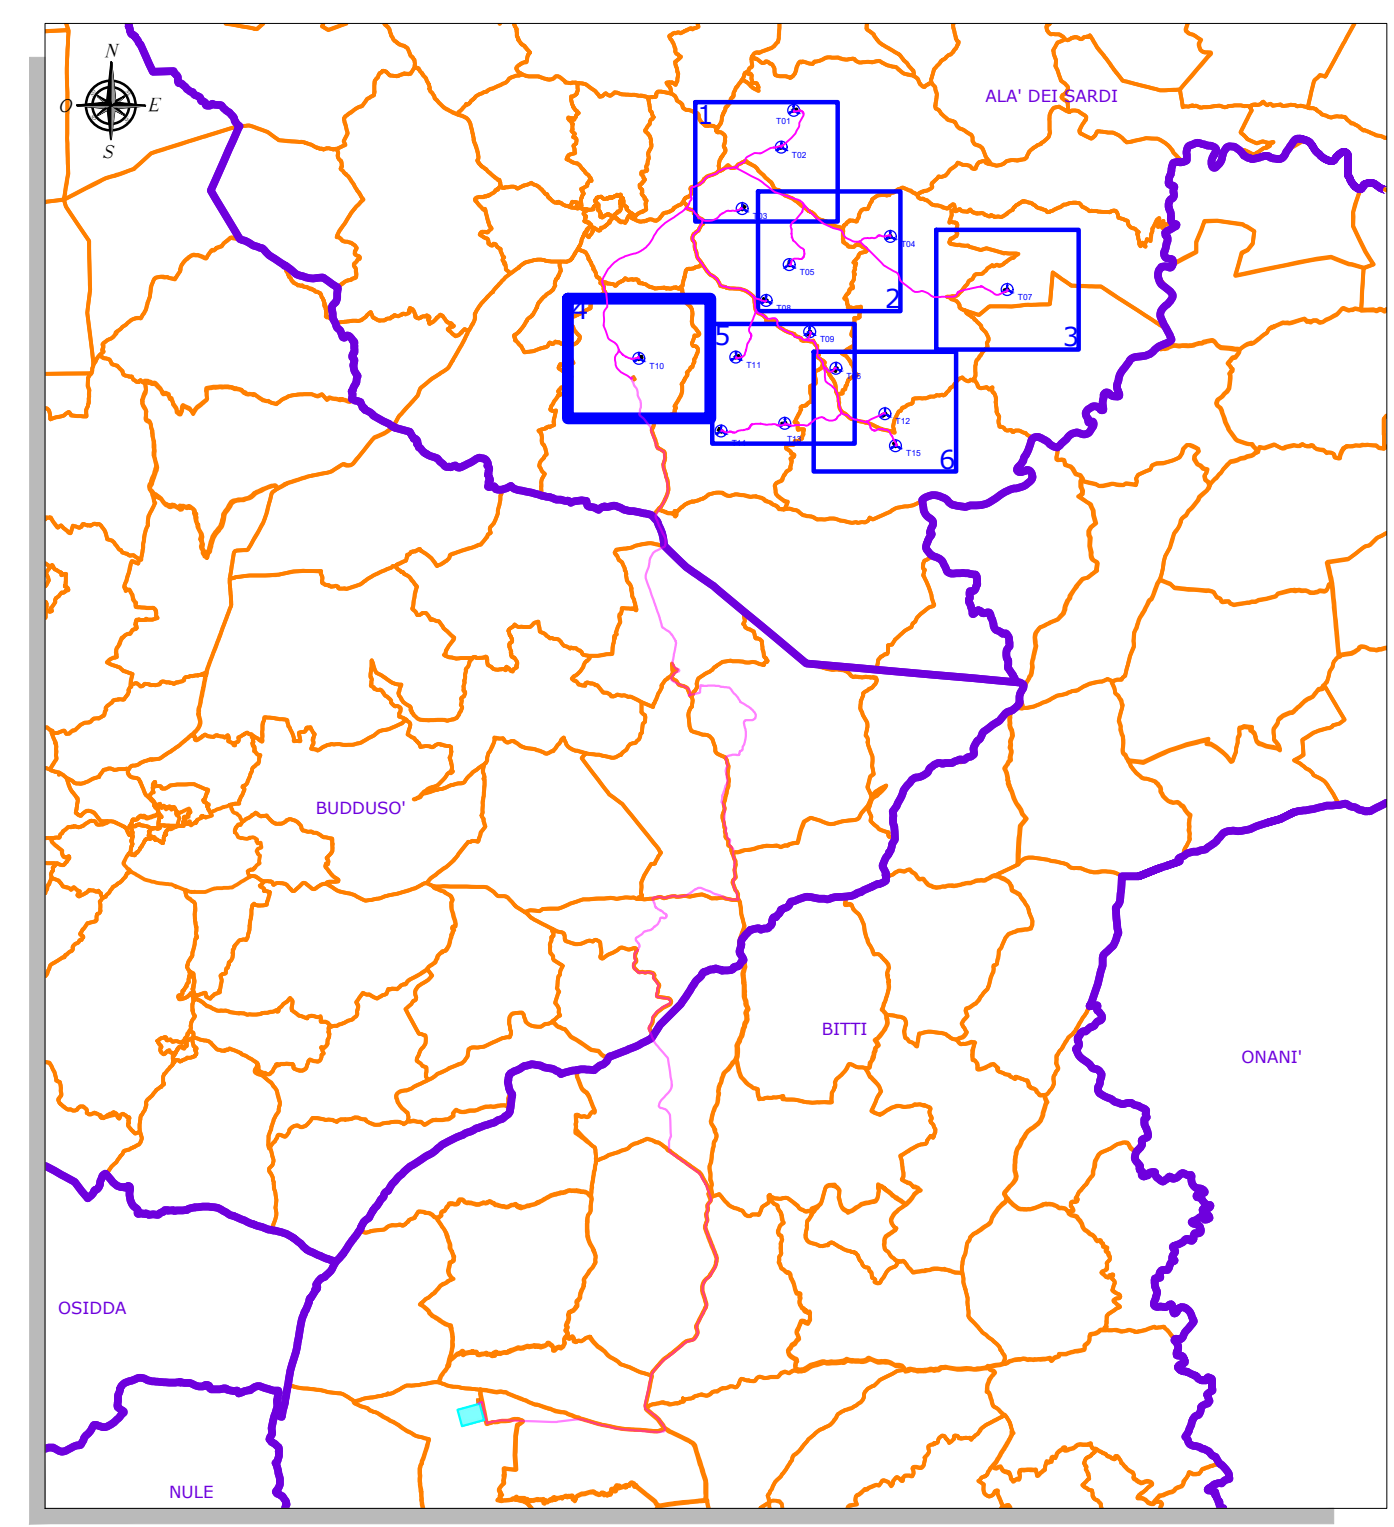 N
O
E
S
ALA' DEI SARDI
1
T01
T02
T03
T04
T05
2
T08
T07
3
4
T10
5
T09
T11
T12
T13
T15
6
BUDDUSO'
BITTI
ONANI'
OSIDDA
NULE